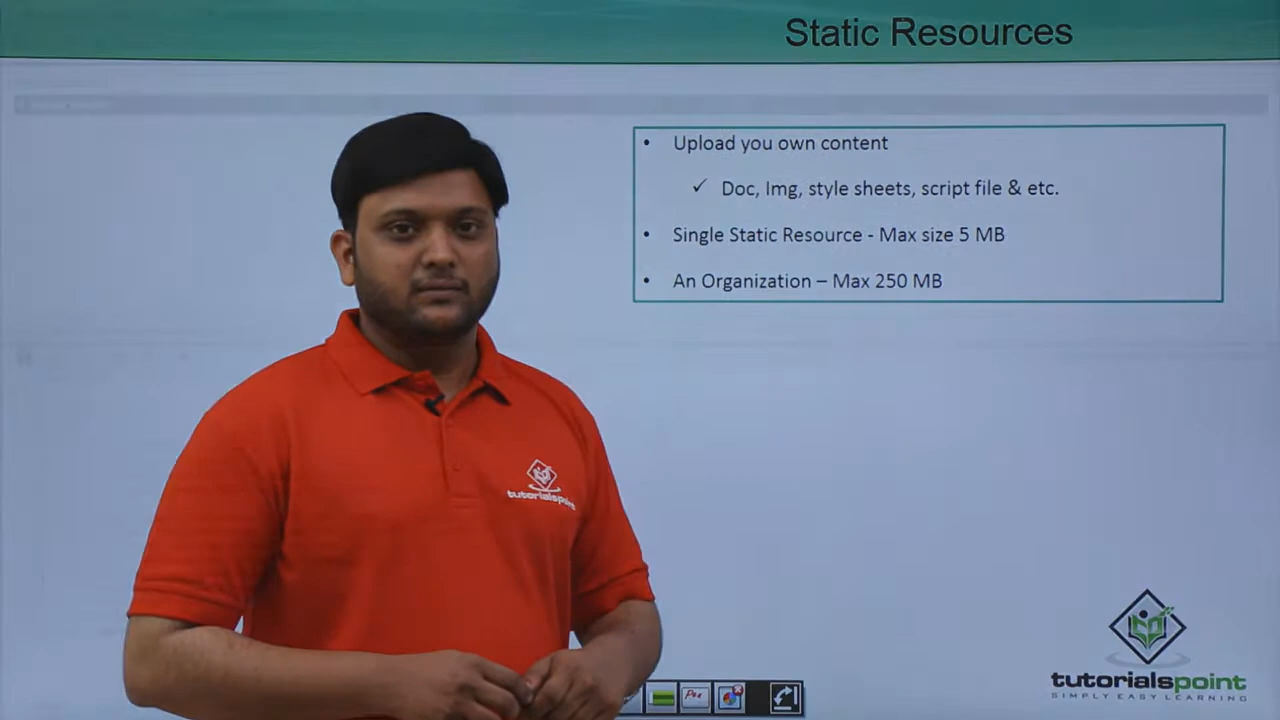 Static Resources
• Upload you own content
✓ Doc, Img, style sheets, script file & etc.
• Single Static Resource - Max size 5 MB
• An Organization – Max 250 MB
tutorialspoint
tutorialspoint
SIMPLY EASY LEARNING